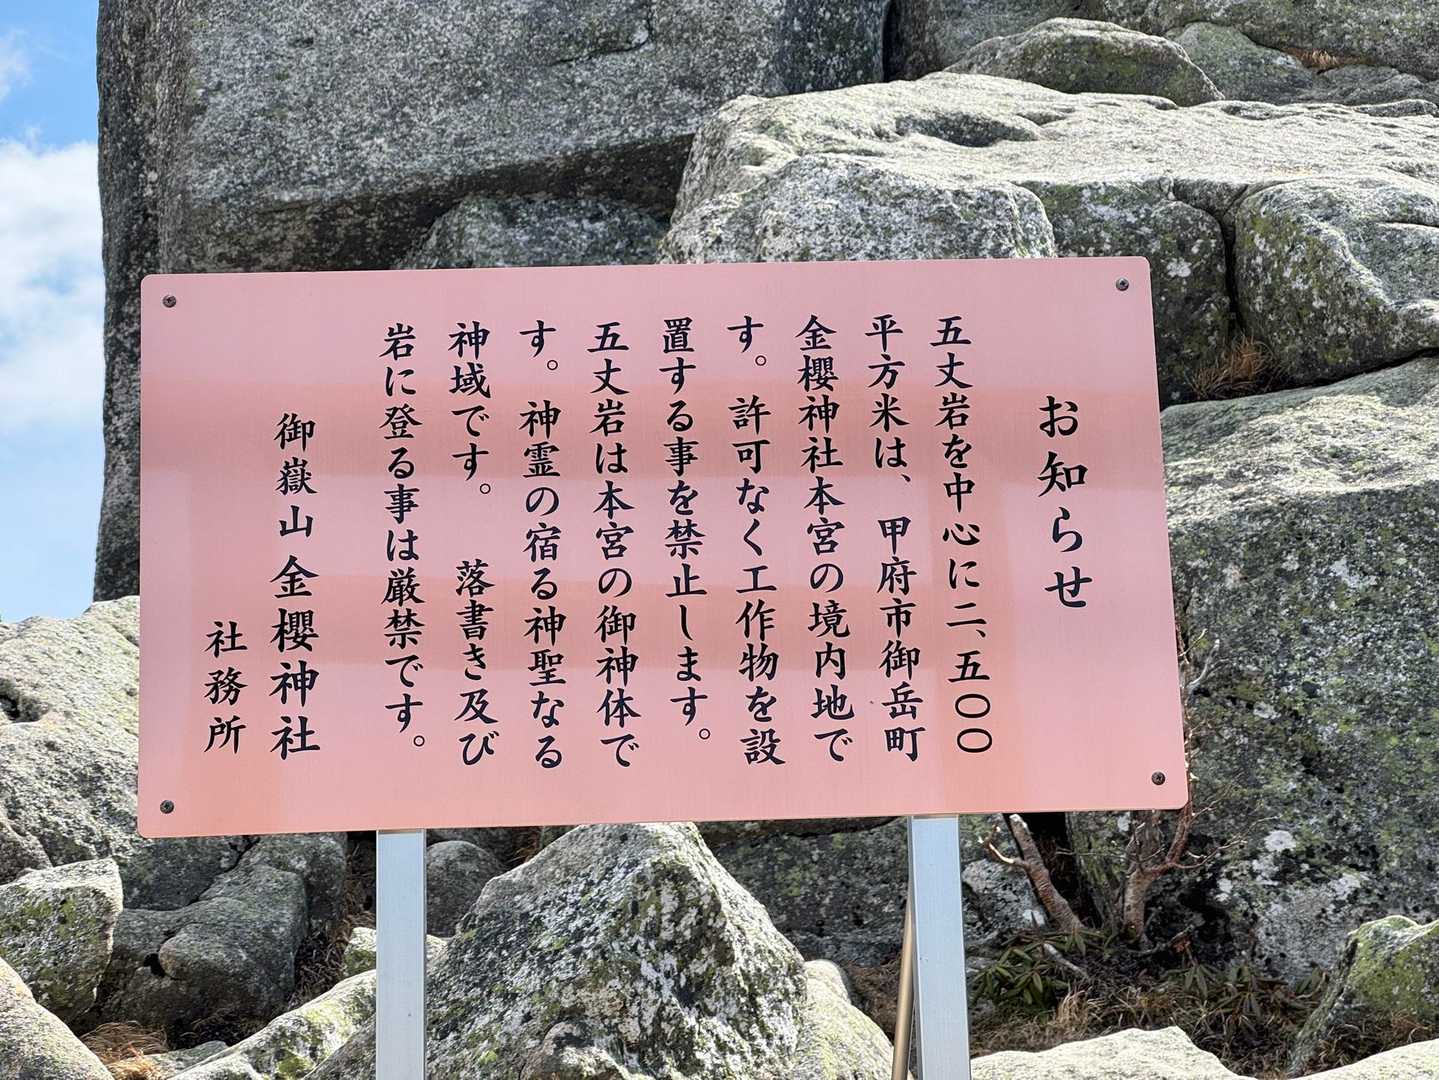 お知らせ
五丈岩を中心に二、五〇〇
平方米は、甲府市御岳町
金櫻神社本宮の境内地で
す。許可なく工作物を設
置する事を禁止します。
五丈岩は本宮の御神体で
す。神霊の宿る神聖なる
神域です。 落書き及び
岩に登る事は厳禁です。
御嶽山 金櫻神社
社務所